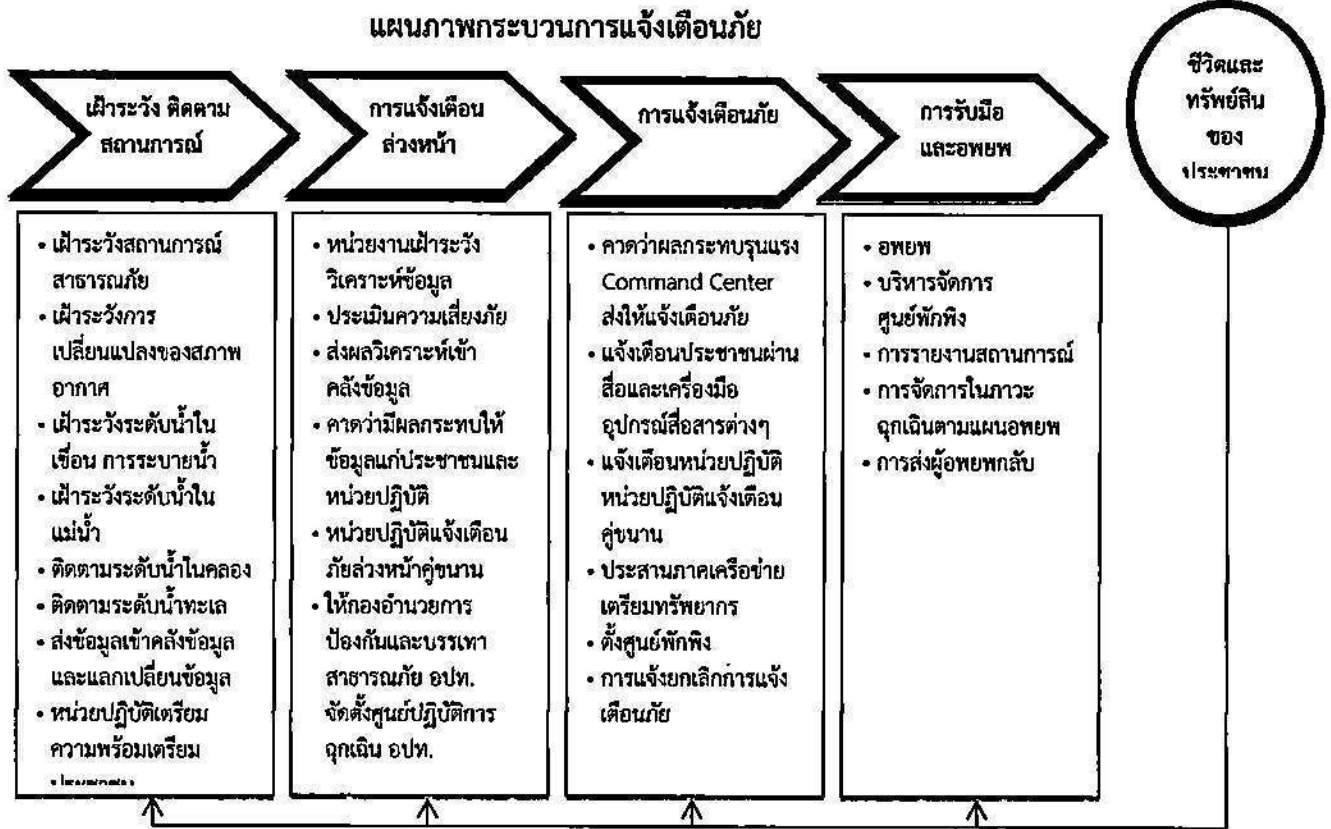 แผนภาพกระบวนการแจ้งเตือนภัย
เฝ้าระวัง ติดตาม
สถานการณ์
การแจ้งเตือน
ล่วงหน้า
การแจ้งเตือนภัย
การรับมือ
และอพยพ
ชีวิตและ
ทรัพย์สิน
ของ
ประชาชน
• เฝ้าระวังสถานการณ์
สาธารณภัย
• เฝ้าระวังการ
เปลี่ยนแปลงของสภาพ
อากาศ
• เฝ้าระวังระดับน้ำใน
เขื่อน การระบายน้ำ
• เฝ้าระวังระดับน้ำใน
แม่น้ำ
• ติดตามระดับน้ำในคลอง
• ติดตามระดับน้ำทะเล
• ส่งข้อมูลเข้าคลังข้อมูล
และแลกเปลี่ยนข้อมูล
• หน่วยปฏิบัติเตรียม
ความพร้อมเตรียม
• หน่วยงานเฝ้าระวัง
วิเคราะห์ข้อมูล
• ประเมินความเสี่ยงภัย
• ส่งผลวิเคราะห์เข้า
คลังข้อมูล
• คาดว่ามีผลกระทบให้
ข้อมูลแก่ประชาชนและ
หน่วยปฏิบัติ
• หน่วยปฏิบัติแจ้งเตือน
ภัยล่วงหน้าคู่ขนาน
• ให้กองอำนวยการ
ป้องกันและบรรเทา
สาธารณภัย อปท.
จัดตั้งศูนย์ปฏิบัติการ
ฉุกเฉิน อปท.
• คาดว่าผลกระทบรุนแรง
Command Center
ส่งให้แจ้งเตือนภัย
• แจ้งเตือนประชาชนผ่าน
สื่อและเครื่องมือ
อุปกรณ์สื่อสารต่างๆ
• แจ้งเตือนหน่วยปฏิบัติ
หน่วยปฏิบัติแจ้งเตือน
คู่ขนาน
• ประสานภาคเครือข่าย
เตรียมทรัพยากร
• ตั้งศูนย์พักพิง
• การแจ้งยกเลิกการแจ้ง
เตือนภัย
• อพยพ
• บริหารจัดการ
ศูนย์พักพิง
• การรายงานสถานการณ์
• การจัดการในภาวะ
ฉุกเฉินตามแผนอพยพ
• การส่งผู้อพยพกลับ